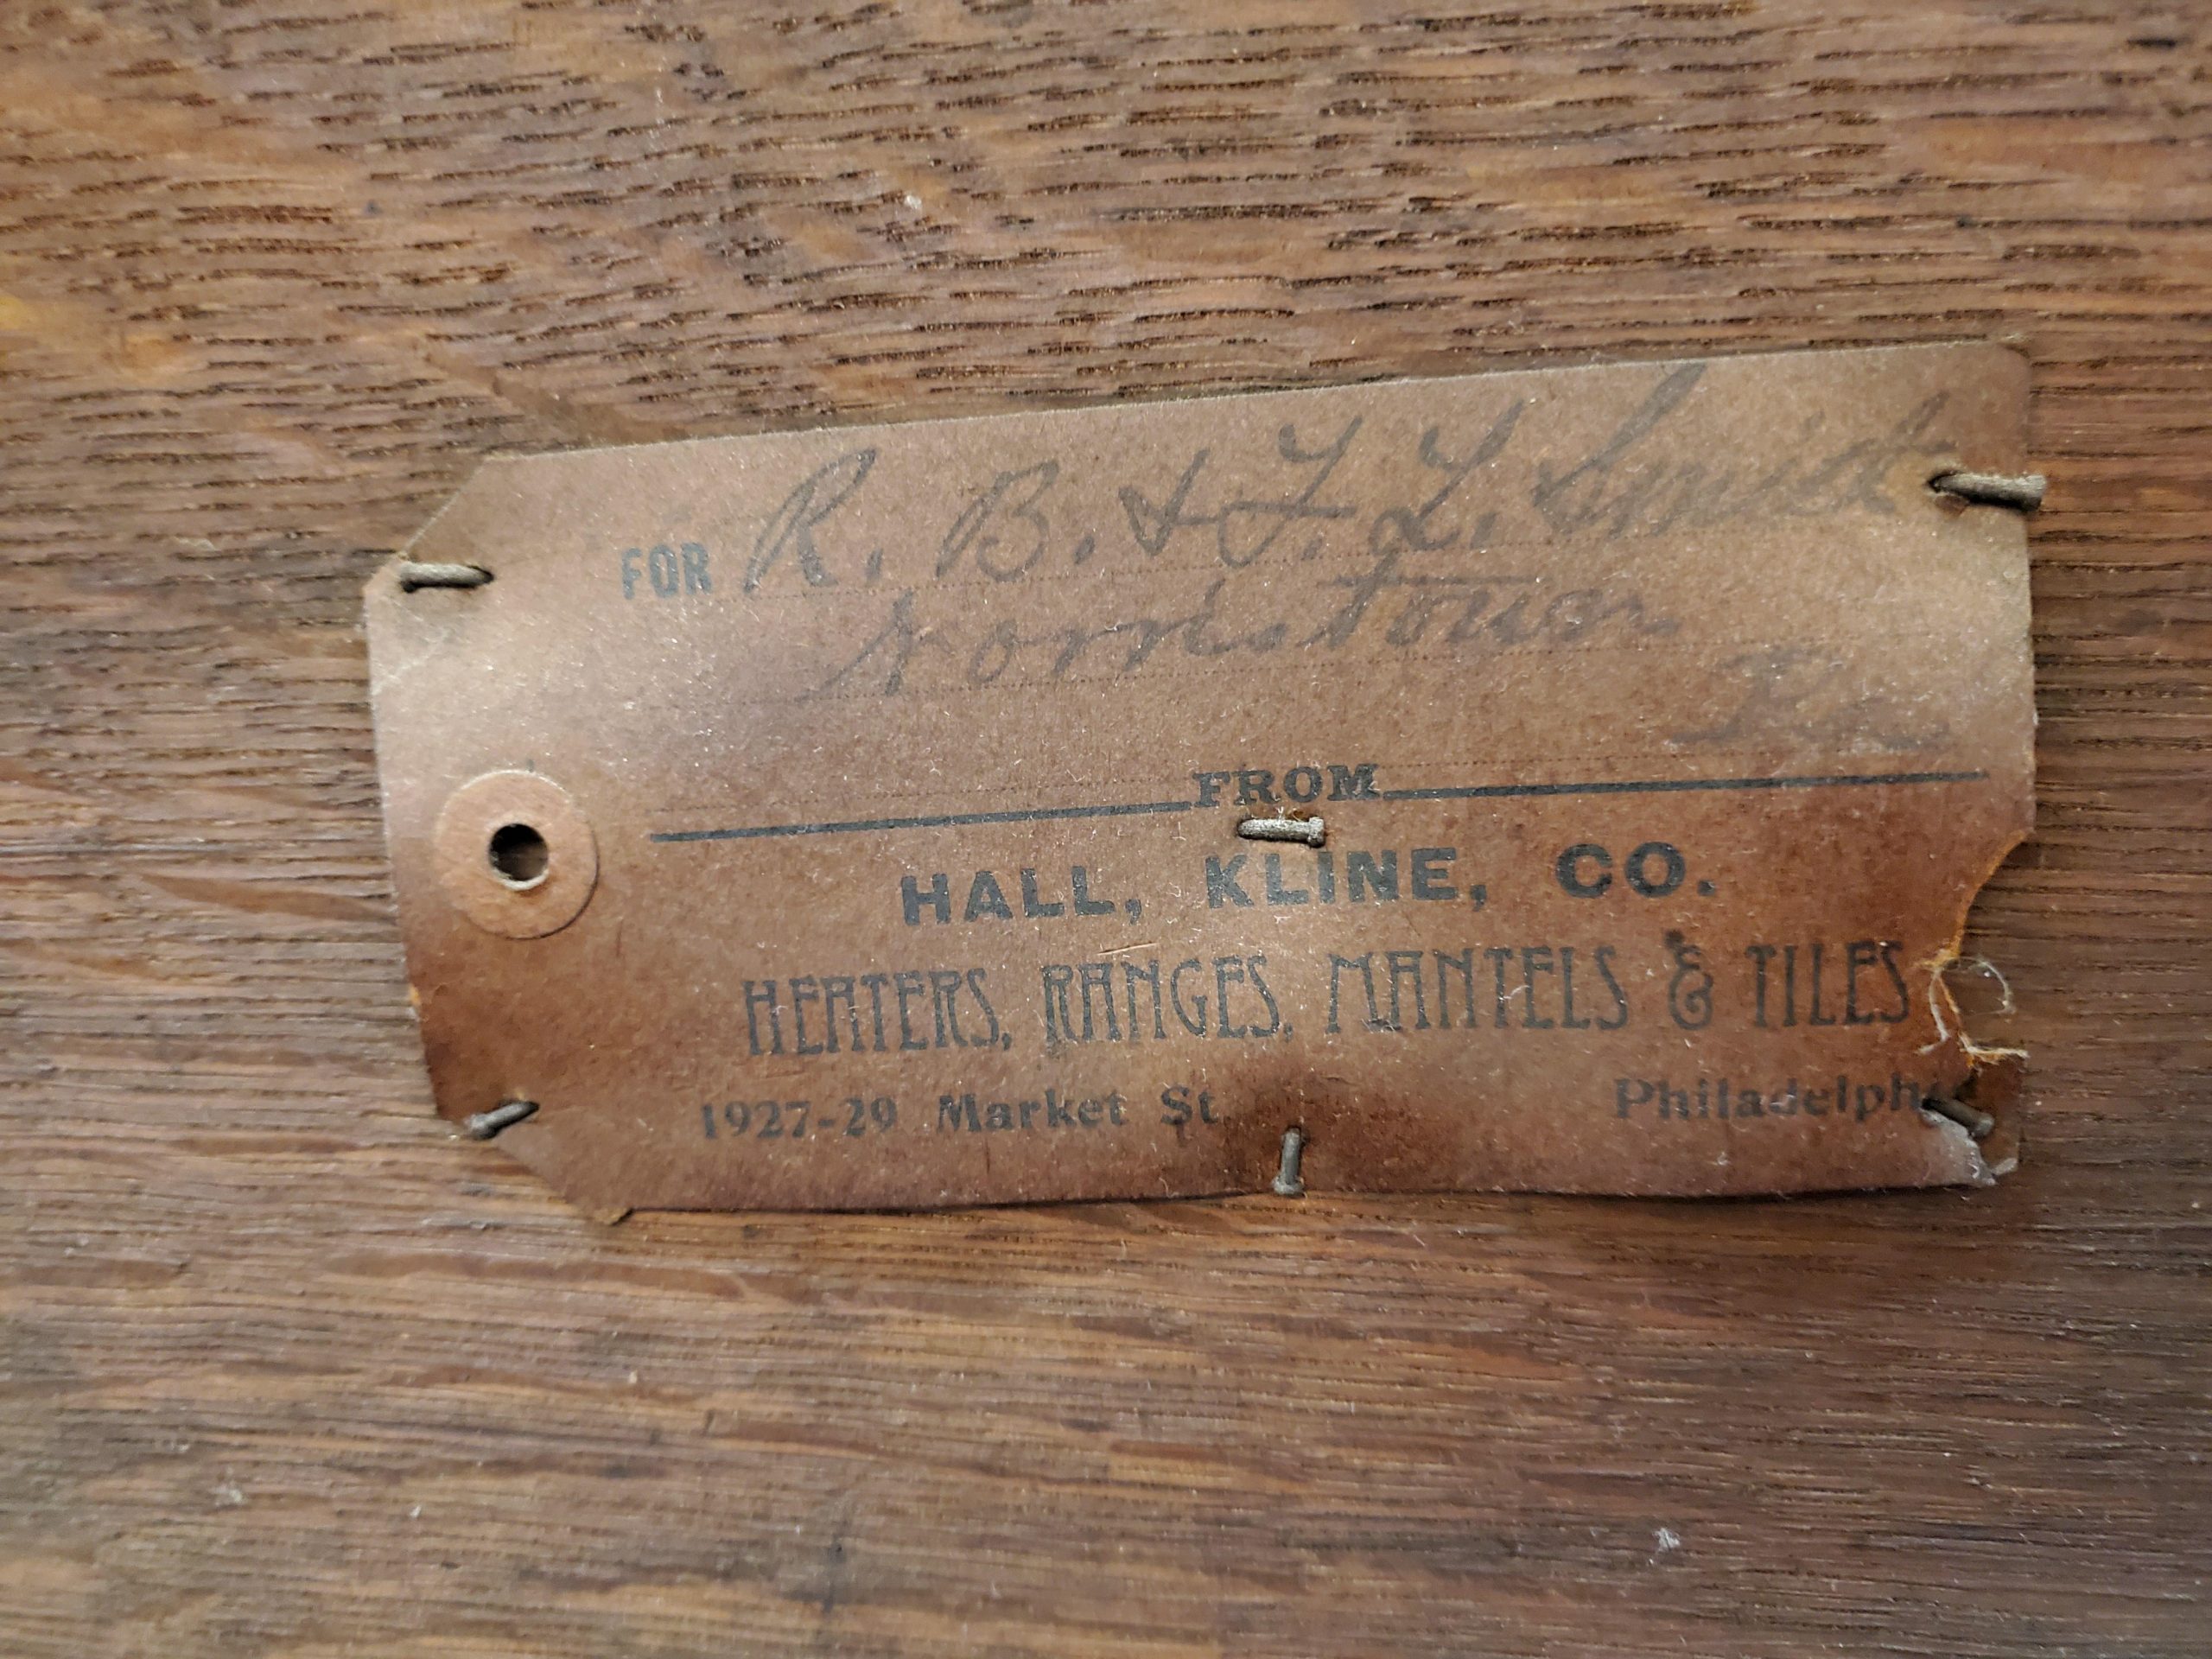 FOR R. B. & F. L. Smith
Norristown
Pa
FROM
HALL, KLINE, CO.
HEATERS, RANGES, MANTELS & TILES
1927-29 Market St. Philadelph